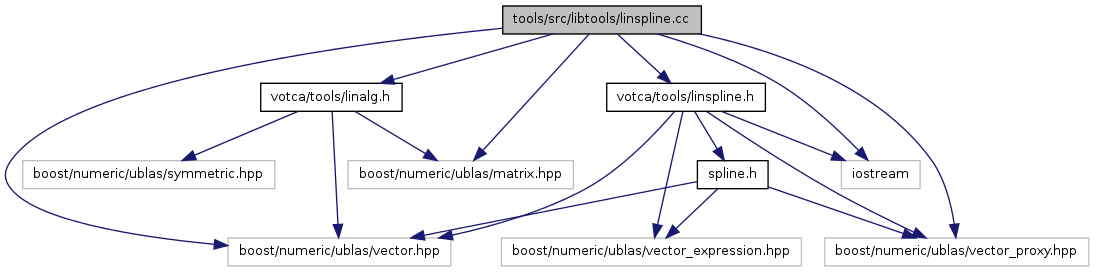 tools/src/libtools/linspline.cc
votca/tools/linalg.h
votca/tools/linspline.h
boost/numeric/ublas/symmetric.hpp
boost/numeric/ublas/matrix.hpp
spline.h
iostream
boost/numeric/ublas/vector.hpp
boost/numeric/ublas/vector_expression.hpp
boost/numeric/ublas/vector_proxy.hpp